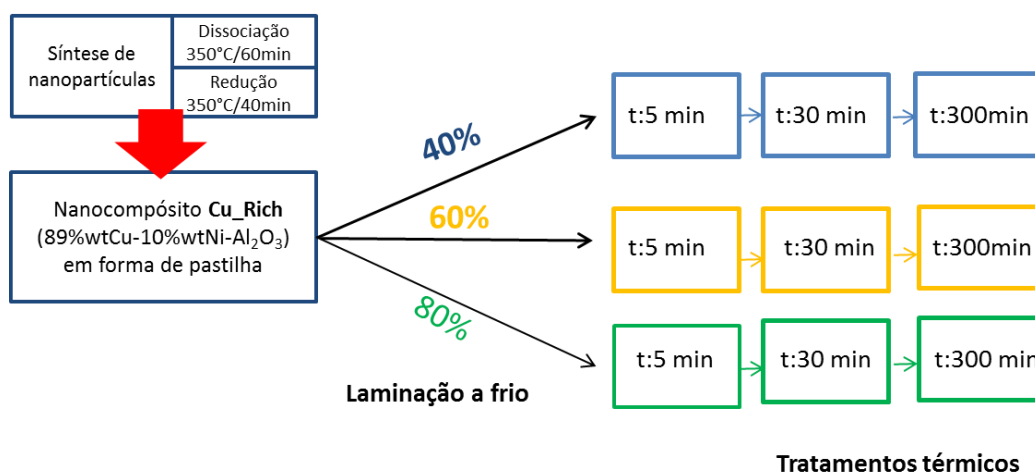 Síntese de
nanopartículas
Dissociação
350°C/60min
Redução
350°C/40min
Nanocompósito Cu_Rich
(89%wtCu-10%wtNi-Al₂O₃)
em forma de pastilha
40%
60%
80%
Laminação a frio
t:5 min
t:30 min
t:300min
t:5 min
t:30 min
t:300min
t:5 min
t:30 min
t:300 min
Tratamentos térmicos